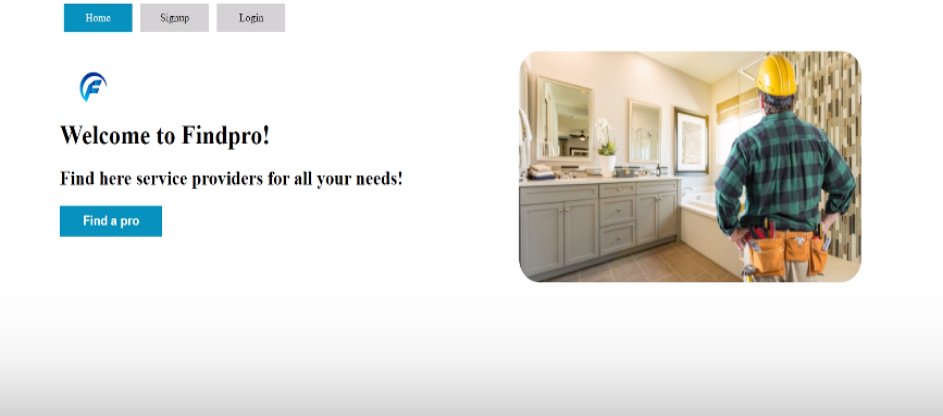 Home
Signup
Login
Welcome to Findpro!
Find here service providers for all your needs!
Find a pro